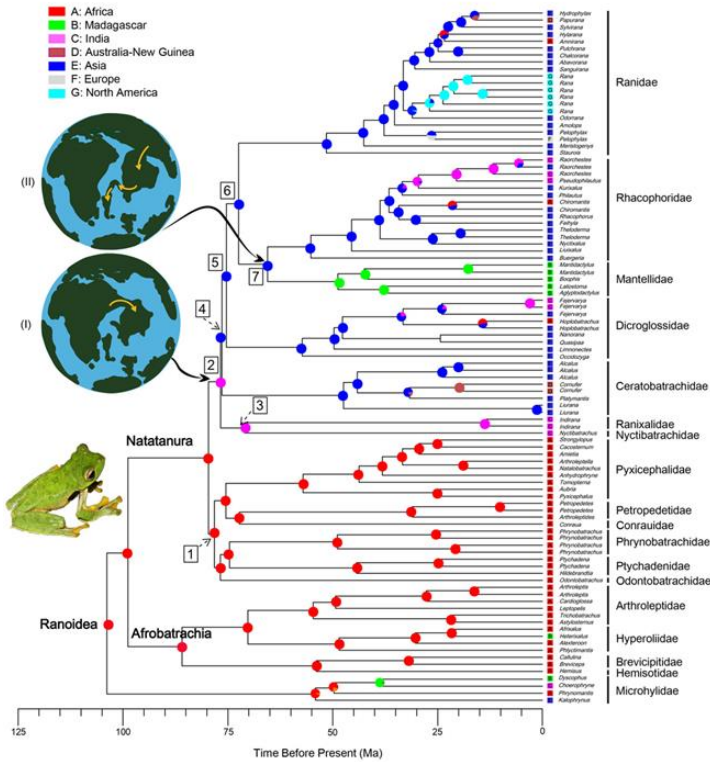 A: Africa
B: Madagascar
C: India
D: Australia-New Guinea
E: Asia
F: Europe
G: North America
(II)
(I)
6
5
7
4
2
3
1
Natatanura
Ranoidea
Afrobatrachia
Hydrophylax
Papurana
Sylvirana
Hylarana
Amnirana
Pulchrana
Chalcorana
Abavorana
Sanguirana
Rana
Rana
Rana
Rana
Rana
Rana
Odorrana
Amolops
Pelophylax
Pelophylax
Meristogenys
Staurois
Raorchestes
Raorchestes
Pseudophilautus
Kurixalus
Philautus
Chiromantis
Chiromantis
Rhacophorus
Feihyla
Theloderma
Theloderma
Nyctixalus
Liuixalus
Buergeria
Mantidactylus
Mantidactylus
Boophis
Laliostoma
Aglyptodactylus
Fejervarya
Fejervarya
Fejervarya
Hoplobatrachus
Hoplobatrachus
Nanorana
Quasipaa
Limnonectes
Occidozyga
Alcalus
Alcalus
Alcalus
Cornufer
Cornufer
Platymantis
Liurana
Liurana
Indirana
Indirana
Nyctibatrachus
Strongylopus
Cacosternum
Amietia
Arthroleptella
Natalobatrachus
Anhydrophryne
Tomopterna
Aubria
Pyxicephalus
Petropedetes
Petropedetes
Arthroleptides
Conraua
Phrynobatrachus
Phrynobatrachus
Phrynobatrachus
Phrynobatrachus
Ptychadena
Ptychadena
Hildebrandtia
Odontobatrachus
Arthroleptis
Arthroleptis
Cardioglossa
Leptopelis
Trichobatrachus
Astylosternus
Afrixalus
Heterixalus
Alexteroon
Phlyctimantis
Callulina
Breviceps
Hemisus
Dyscophus
Choerophryne
Phrynomantis
Kalophrynus
Ranidae
Rhacophoridae
Mantellidae
Dicroglossidae
Ceratobatrachidae
Ranixalidae
Nyctibatrachidae
Pyxicephalidae
Petropedetidae
Conrauidae
Phrynobatrachidae
Ptychadenidae
Odontobatrachidae
Arthroleptidae
Hyperoliidae
Brevicipitidae
Hemisotidae
Microhylidae
125 100 75 50 25 0
Time Before Present (Ma)